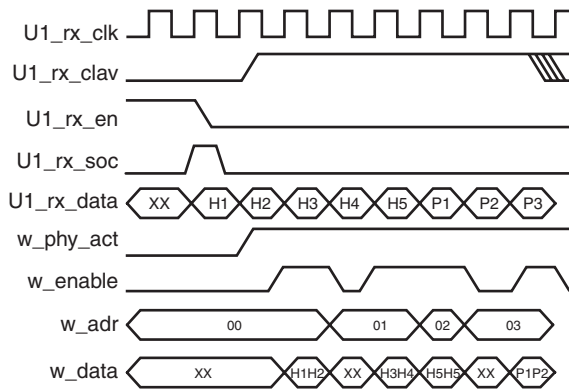 U1_rx_clk
U1_rx_clav
U1_rx_en
U1_rx_soc
U1_rx_data XX H1 H2 H3 H4 H5 P1 P2 P3
w_phy_act
w_enable
w_adr 00 01 02 03
w_data XX H1H2 XX H3H4 H5H5 XX P1P2